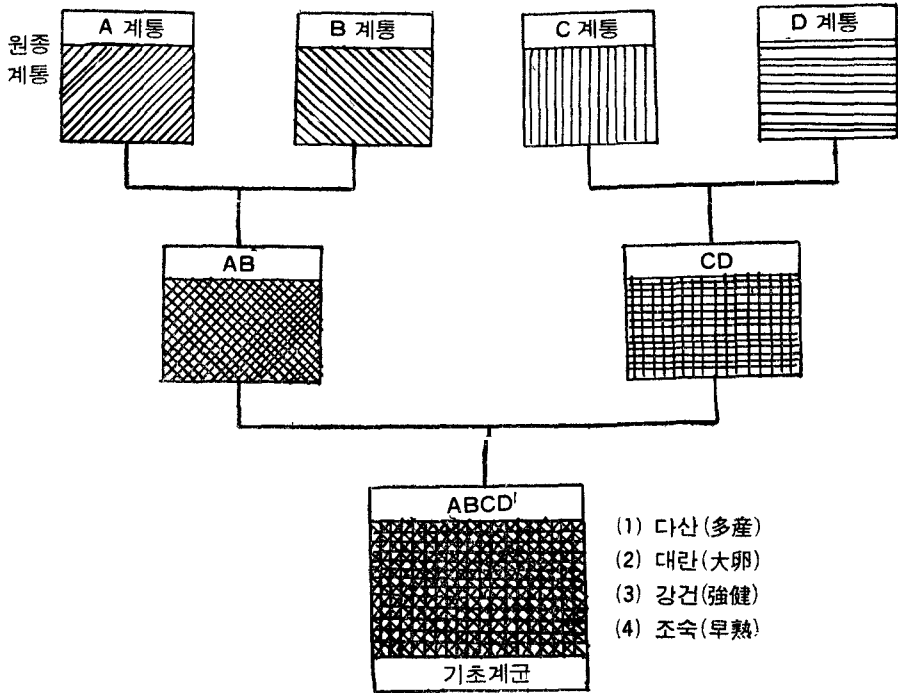 원종
계통
A 계통
B 계통
C 계통
D 계통
AB
CD
ABCD
기초계균
(1) 다산(多産)
(2) 대란(大卵)
(3) 강건(強健)
(4) 조숙(早熟)